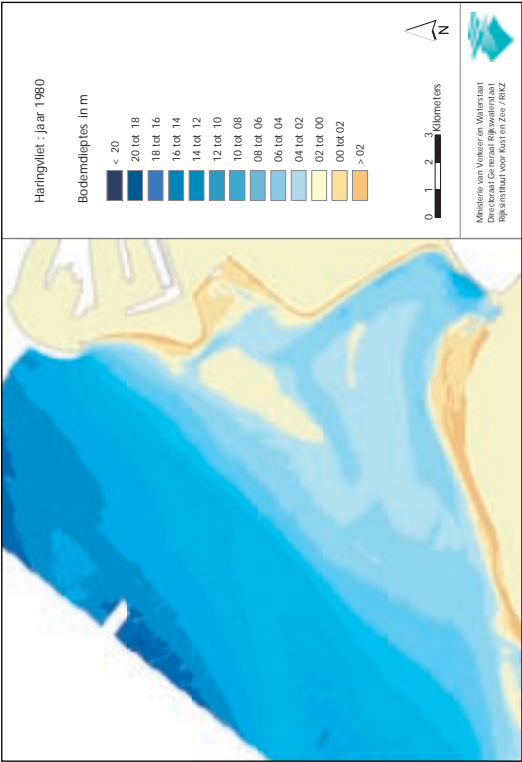 Haringvliet : jaar 1980
Bodemdieptes in m
< 20
20 tot 18
18 tot 16
16 tot 14
14 tot 12
12 tot 10
10 tot 08
08 tot 06
06 tot 04
04 tot 02
02 tot 00
00 tot 02
> 02
0 1 2 3 Kilometers
N
Ministerie van Verkeer en Waterstaat
Directoraat Generaal Rijkswaterstaat
Rijksinstituut voor Kust en Zee / RIKZ